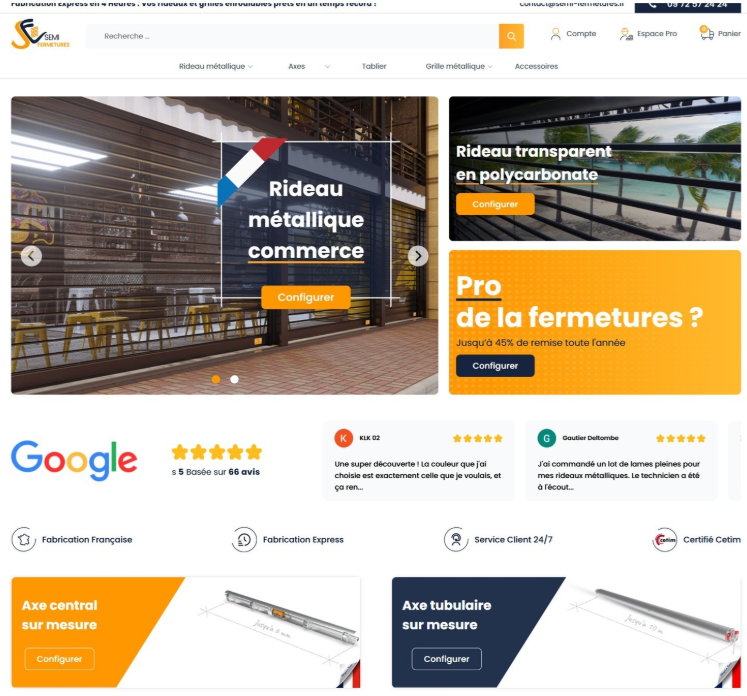 Fabrication Express en 4 Heures : Vos rideaux et grilles enroulables prêts en un temps record !
contact@semi-fermetures.fr
09 72 57 24 24
SEMI
FERMETURES
Recherche ...
Compte
Espace Pro
0
Panier
Rideau métallique
Axes
Tablier
Grille métallique
Accessoires
Rideau
métallique
commerce
Configurer
Rideau transparent
en polycarbonate
Configurer
Pro
de la fermetures ?
Jusqu'à 45% de remise toute l'année
Configurer
Google
s 5 Basée sur 66 avis
K
KLK 02
Une super découverte ! La couleur que j'ai
choisie est exactement celle que je voulais, et
ça ren...
G
Gautier Deltombe
J'ai commandé un lot de lames pleines pour
mes rideaux métalliques. Le technicien a été
à l'écout...
Fabrication Française
Fabrication Express
Service Client 24/7
Cetim
Certifié Cetim
Axe central
sur mesure
Configurer
Axe tubulaire
sur mesure
Configurer